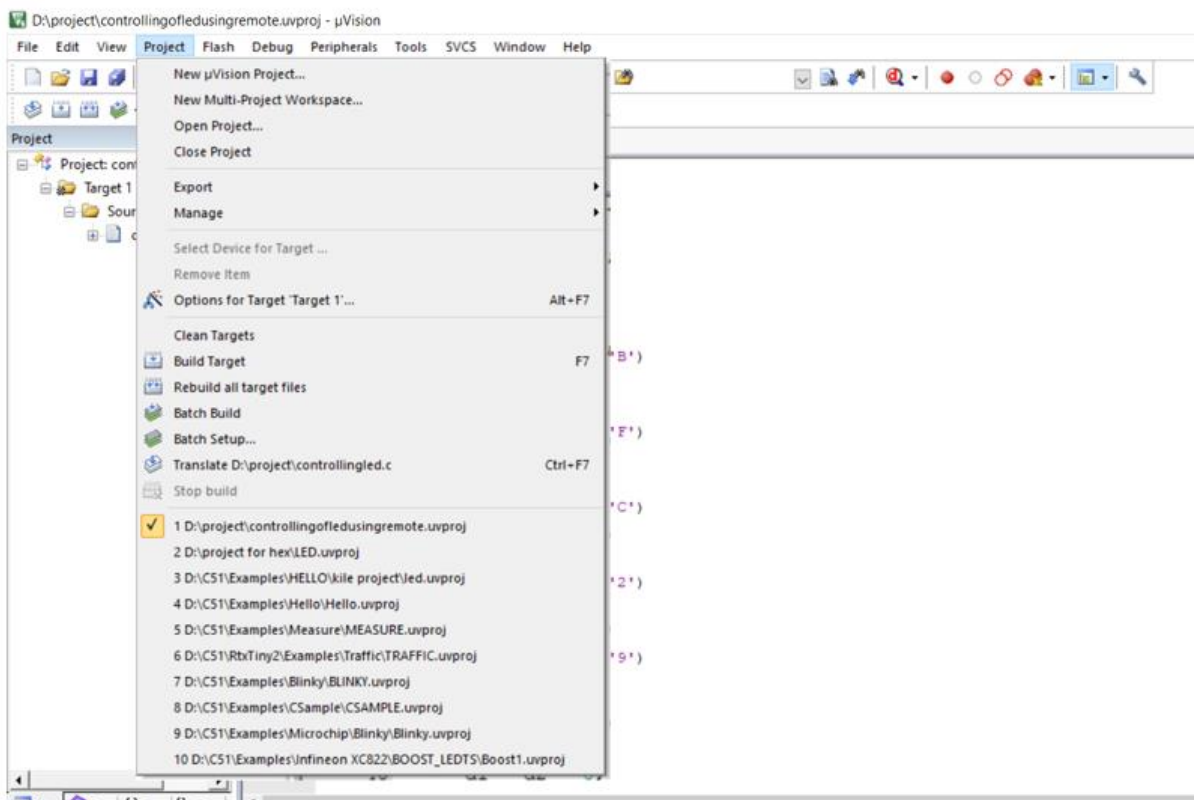 D:\project\controllingofledusingremote.uvproj - µVision
File Edit View Project Flash Debug Peripherals Tools SVCS Window Help
Project
Project: con
Target 1
Sour
New µVision Project...
New Multi-Project Workspace...
Open Project...
Close Project
Export
Manage
Select Device for Target ...
Remove Item
Options for Target 'Target 1'... Alt+F7
Clean Targets
Build Target F7
Rebuild all target files
Batch Build
Batch Setup...
Translate D:\project\controllingled.c Ctrl+F7
Stop build
1 D:\project\controllingofledusingremote.uvproj
2 D:\project for hex\LED.uvproj
3 D:\C51\Examples\HELLO\kile project\led.uvproj
4 D:\C51\Examples\Hello\Hello.uvproj
5 D:\C51\Examples\Measure\MEASURE.uvproj
6 D:\C51\RtxTiny2\Examples\Traffic\TRAFFIC.uvproj
7 D:\C51\Examples\Blinky\BLINKY.uvproj
8 D:\C51\Examples\CSample\CSAMPLE.uvproj
9 D:\C51\Examples\Microchip\Blinky\Blinky.uvproj
10 D:\C51\Examples\Infineon XC822\BOOST_LEDTS\Boost1.uvproj
'B')
'F')
'C')
'2')
'9')